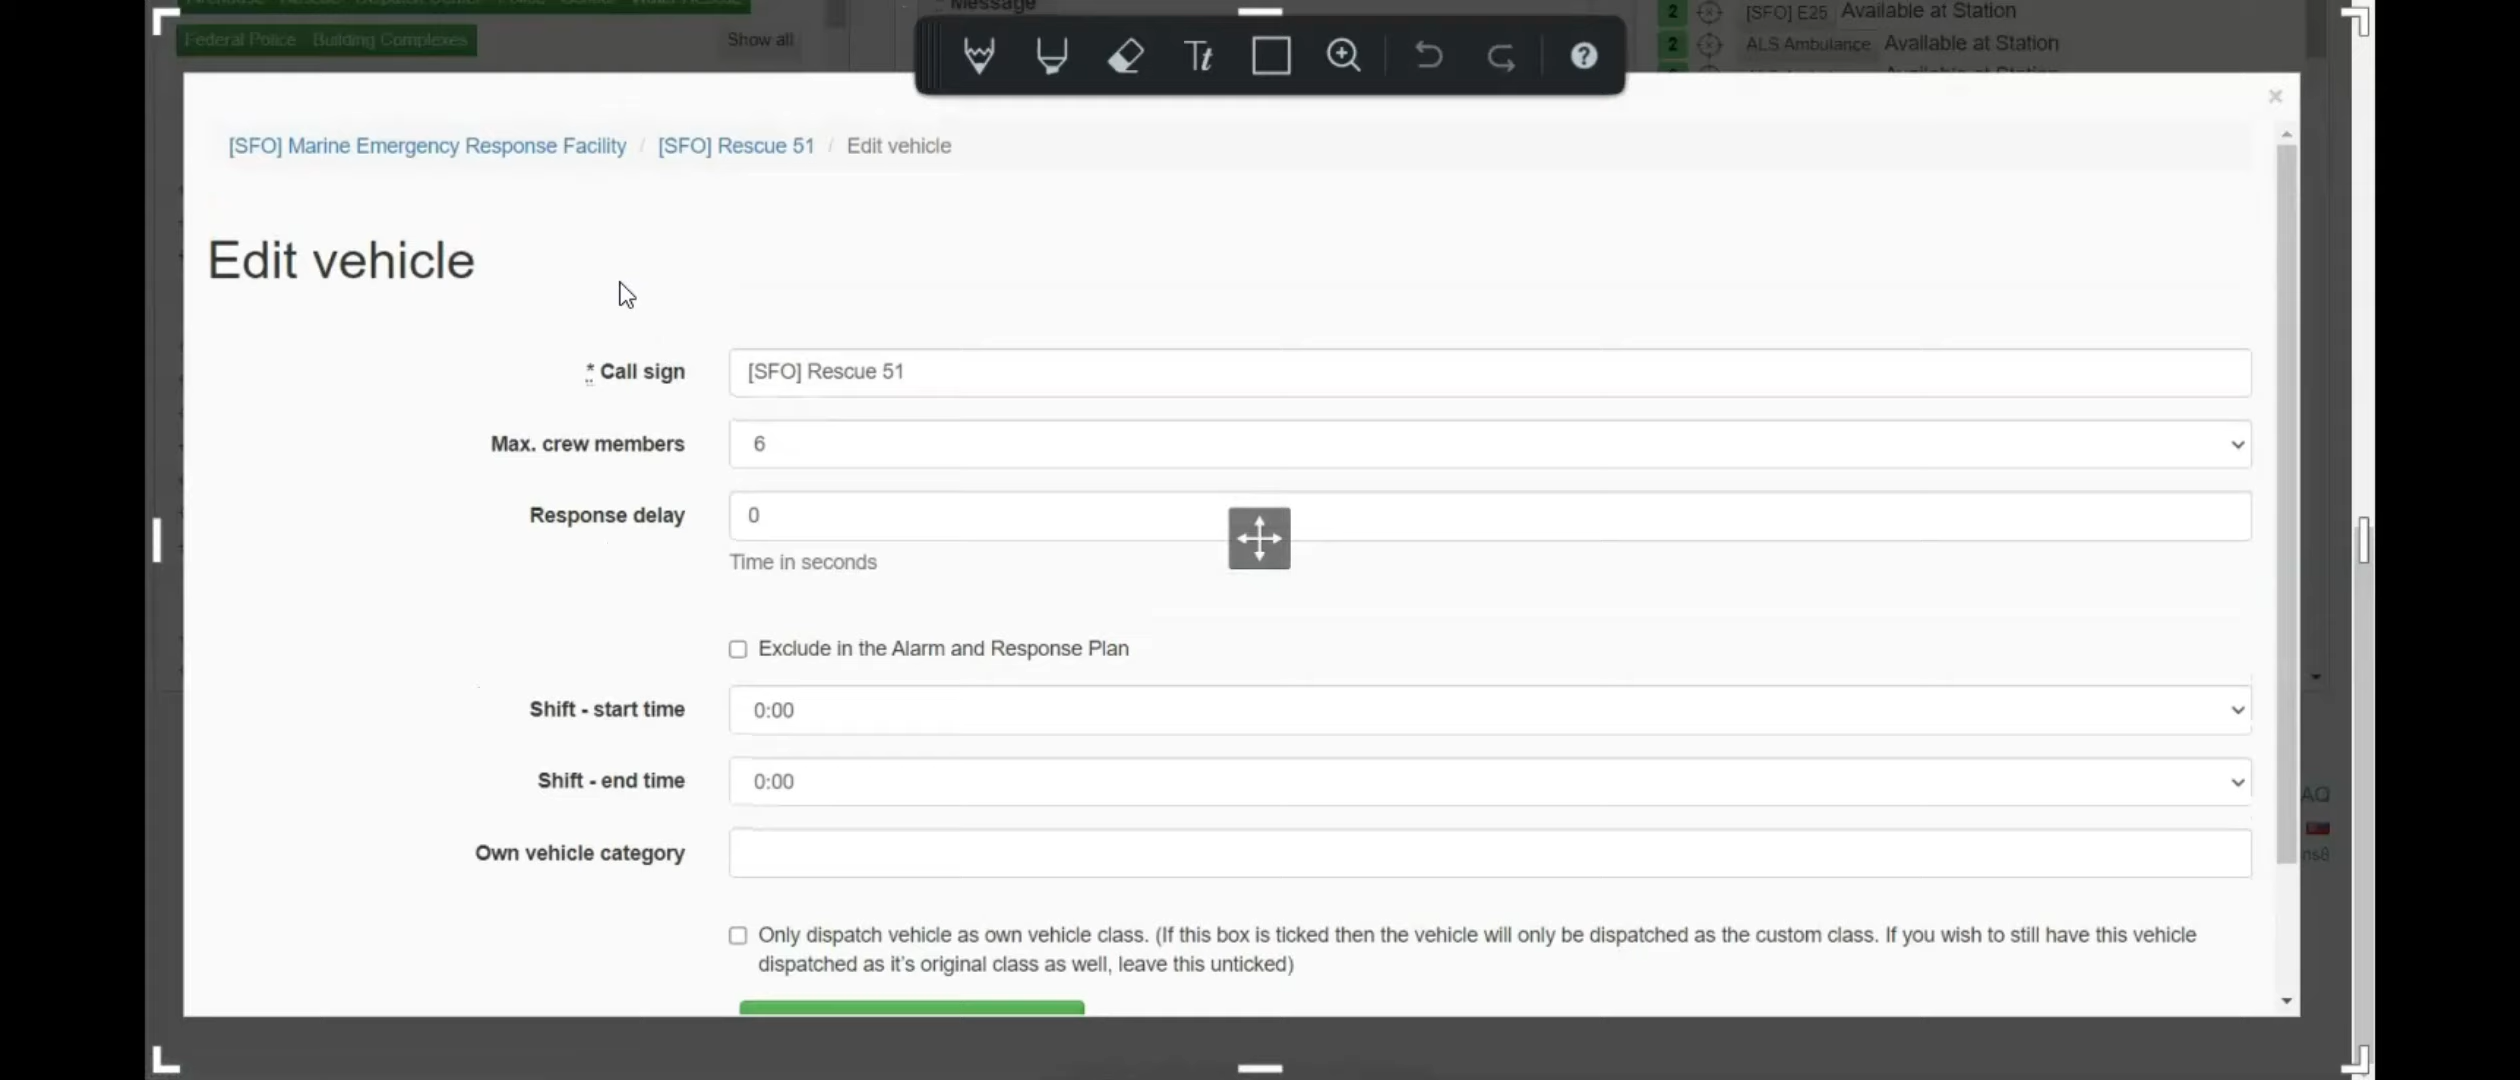 Message
[SFO] E25 Available at Station
2
Federal Police Building Complexes
Show all
Tt
?
2
ALS Ambulance Available at Station
×
[SFO] Marine Emergency Response Facility / [SFO] Rescue 51 / Edit vehicle
Edit vehicle
* Call sign
[SFO] Rescue 51
Max. crew members
6
Response delay
0
Time in seconds
Exclude in the Alarm and Response Plan
Shift - start time
0:00
Shift - end time
0:00
Own vehicle category
Only dispatch vehicle as own vehicle class. (If this box is ticked then the vehicle will only be dispatched as the custom class. If you wish to still have this vehicle
dispatched as it's original class as well, leave this unticked)